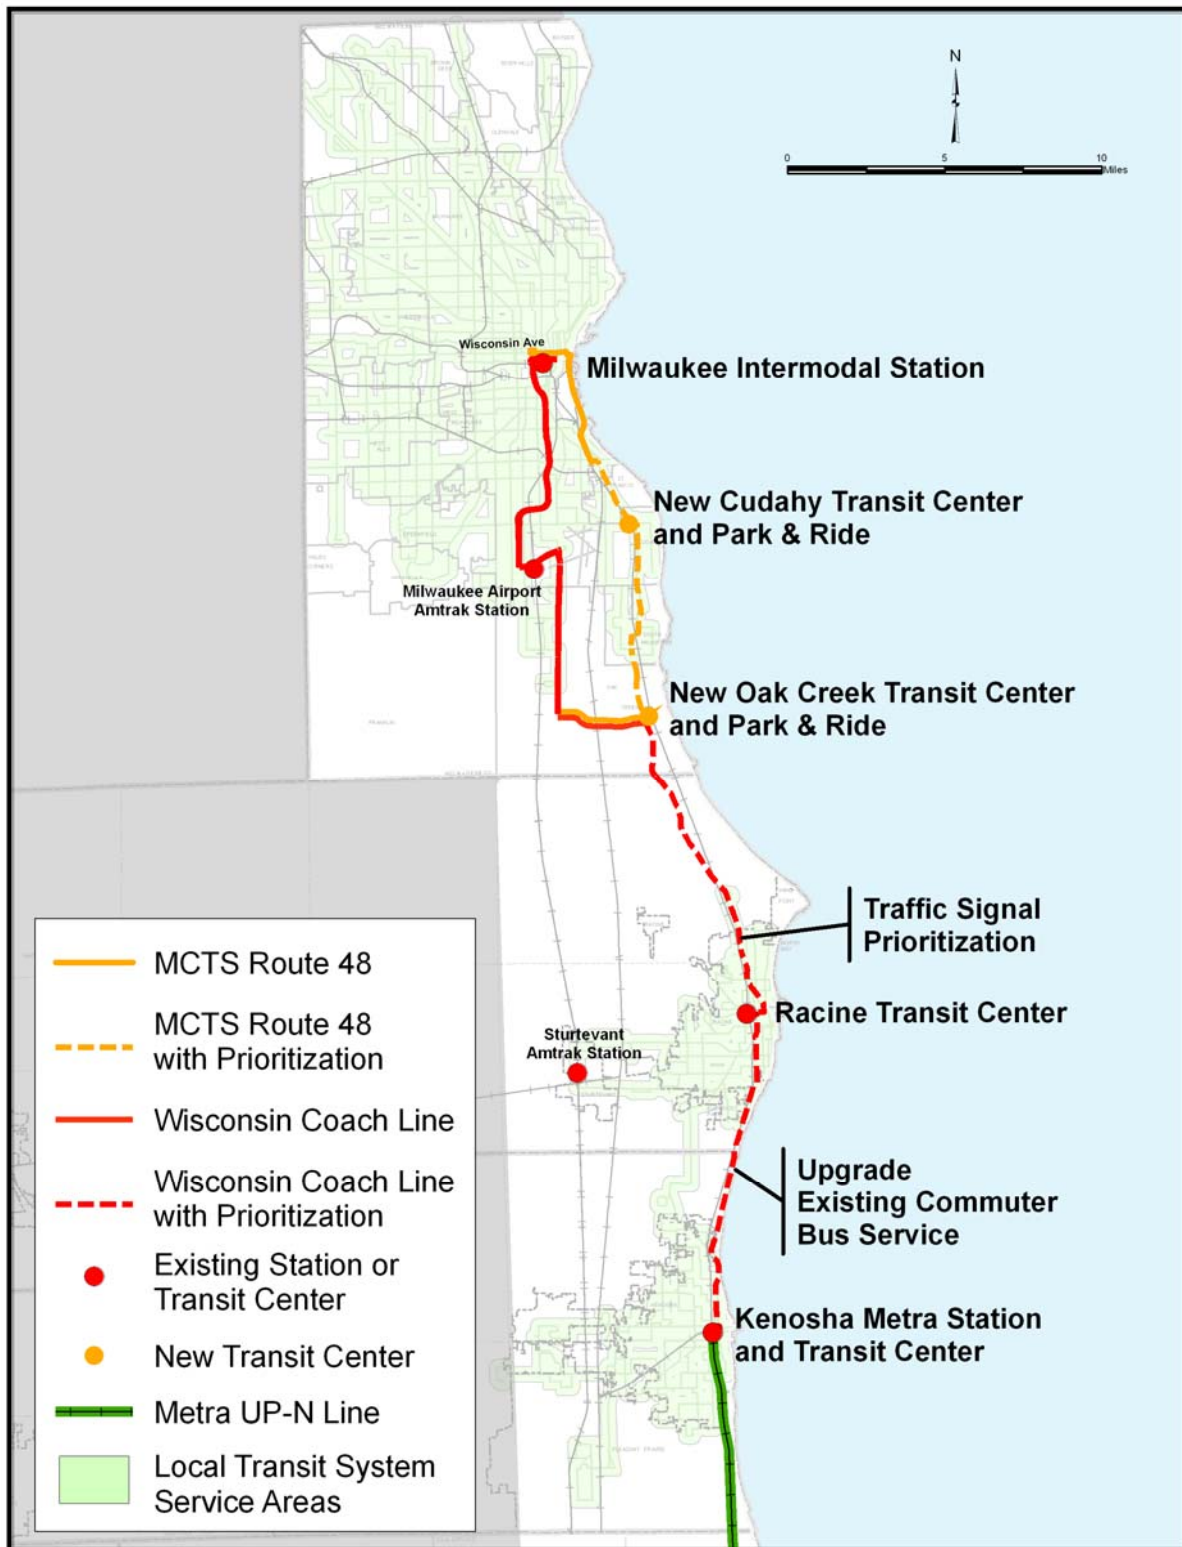 N
0
5
10
Miles
Wisconsin Ave
Milwaukee Intermodal Station
New Cudahy Transit Center
and Park & Ride
Milwaukee Airport
Amtrak Station
New Oak Creek Transit Center
and Park & Ride
Traffic Signal
Prioritization
Racine Transit Center
Sturtevant
Amtrak Station
Upgrade
Existing Commuter
Bus Service
Kenosha Metra Station
and Transit Center
MCTS Route 48
MCTS Route 48
with Prioritization
Wisconsin Coach Line
Wisconsin Coach Line
with Prioritization
Existing Station or
Transit Center
New Transit Center
Metra UP-N Line
Local Transit System
Service Areas